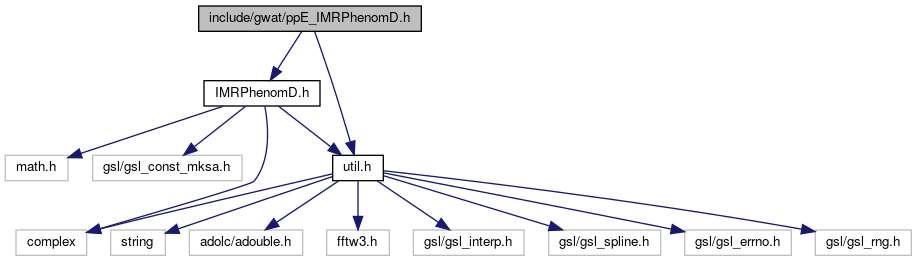 include/gwat/ppE_IMRPhenomD.h
IMRPhenomD.h
math.h
gsl/gsl_const_mksa.h
util.h
complex
string
adolc/adouble.h
fftw3.h
gsl/gsl_interp.h
gsl/gsl_spline.h
gsl/gsl_errno.h
gsl/gsl_rng.h